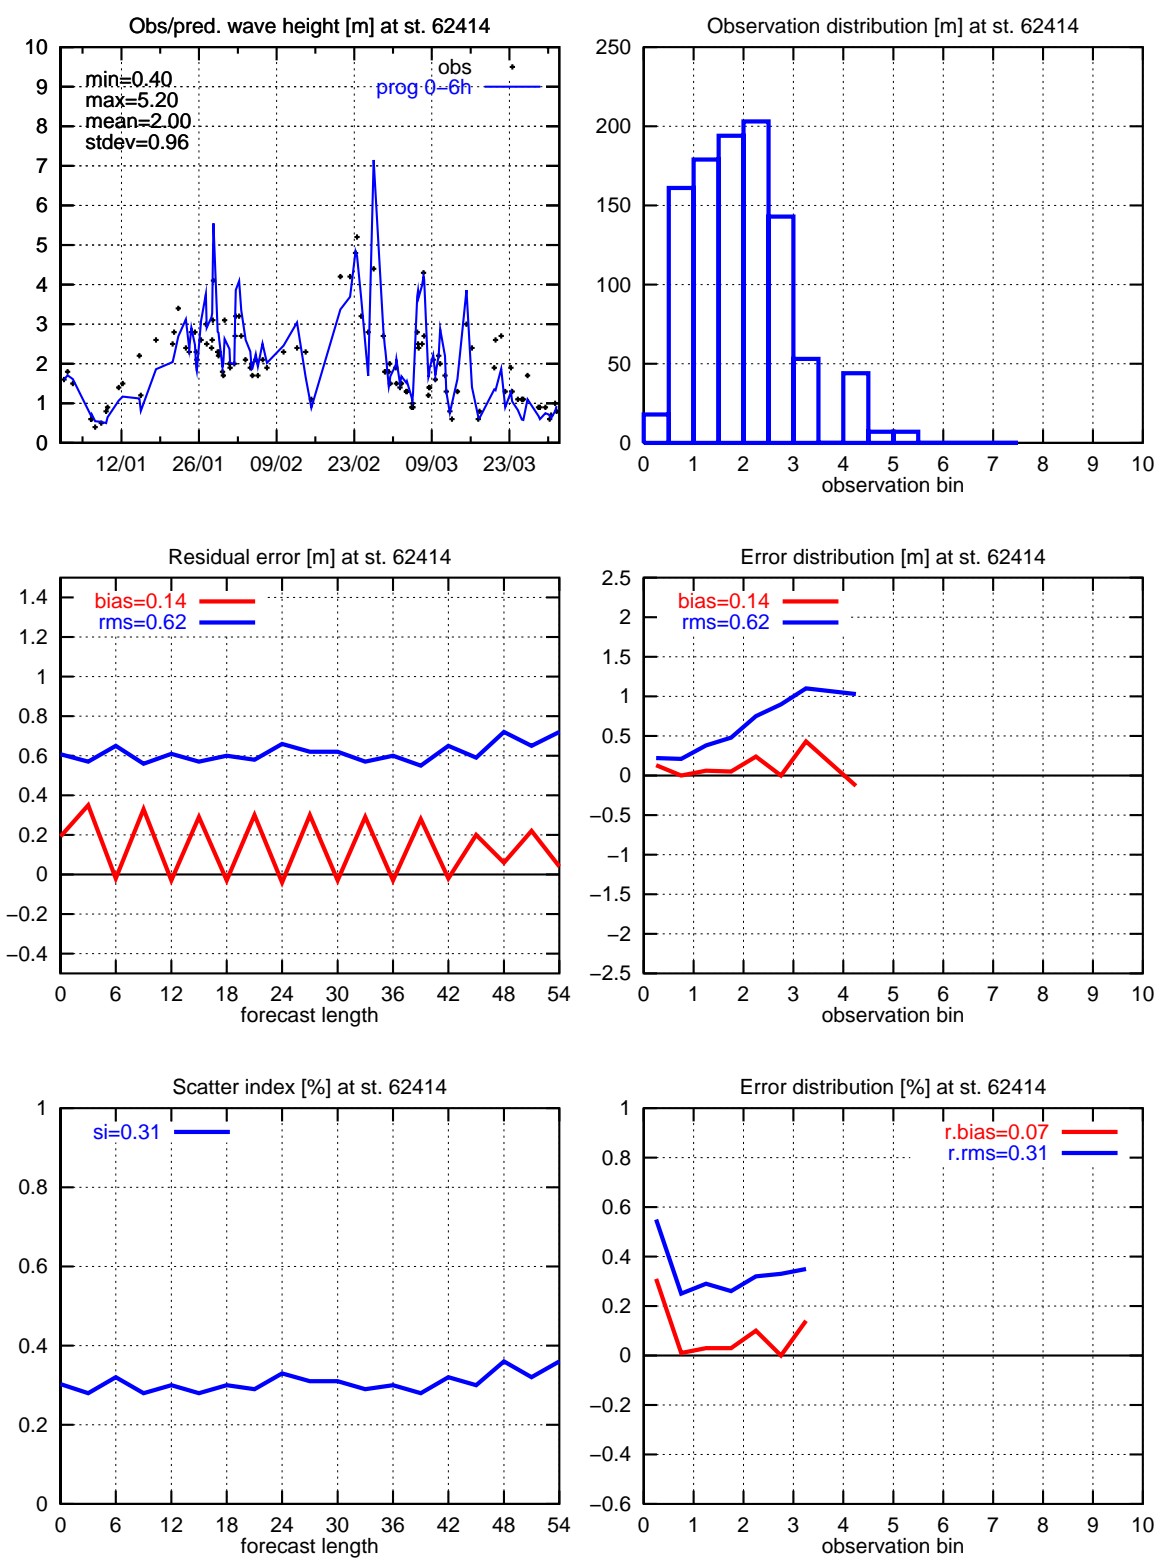 Obs/pred. wave height [m] at st. 62414
10
9
8
7
6
5
4
3
2
1
0
min=0.40
max=5.20
mean=2.00
stdev=0.96
obs
prog 0−6h
12/01 26/01 09/02 23/02 09/03 23/03
Observation distribution [m] at st. 62414
250
200
150
100
50
0
0 1 2 3 4 5 6 7 8 9 10
observation bin
Residual error [m] at st. 62414
1.4
1.2
1
0.8
0.6
0.4
0.2
0
−0.2
−0.4
bias=0.14
rms=0.62
0 6 12 18 24 30 36 42 48 54
forecast length
Error distribution [m] at st. 62414
2.5
2
1.5
1
0.5
0
−0.5
−1
−1.5
−2
−2.5
bias=0.14
rms=0.62
0 1 2 3 4 5 6 7 8 9 10
observation bin
Scatter index [%] at st. 62414
1
0.8
0.6
0.4
0.2
0
si=0.31
0 6 12 18 24 30 36 42 48 54
forecast length
Error distribution [%] at st. 62414
1
0.8
0.6
0.4
0.2
0
−0.2
−0.4
−0.6
r.bias=0.07
r.rms=0.31
0 1 2 3 4 5 6 7 8 9 10
observation bin